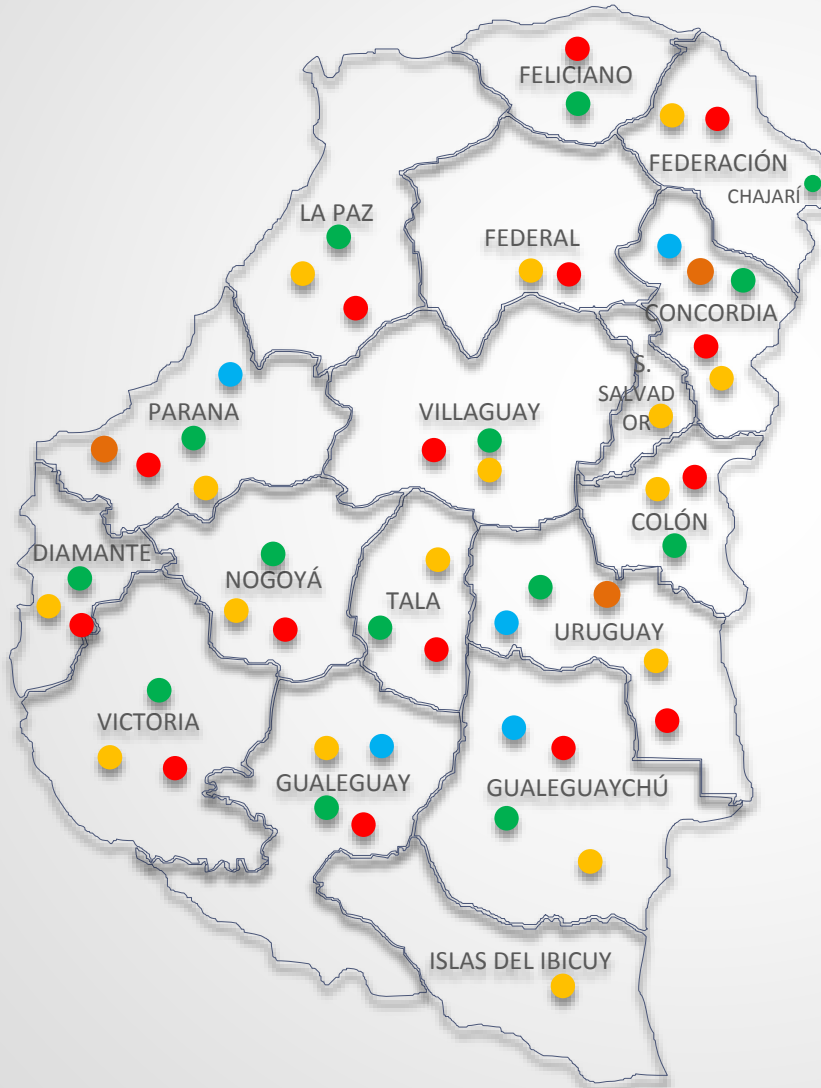 FELICIANO
FEDERACIÓN
CHAJARÍ
LA PAZ
FEDERAL
CONCORDIA
S.
SALVAD
OR
PARANA
VILLAGUAY
COLÓN
DIAMANTE
NOGOYÁ
TALA
URUGUAY
VICTORIA
GUALEGUAY
GUALEGUAYCHÚ
ISLAS DEL IBICUY